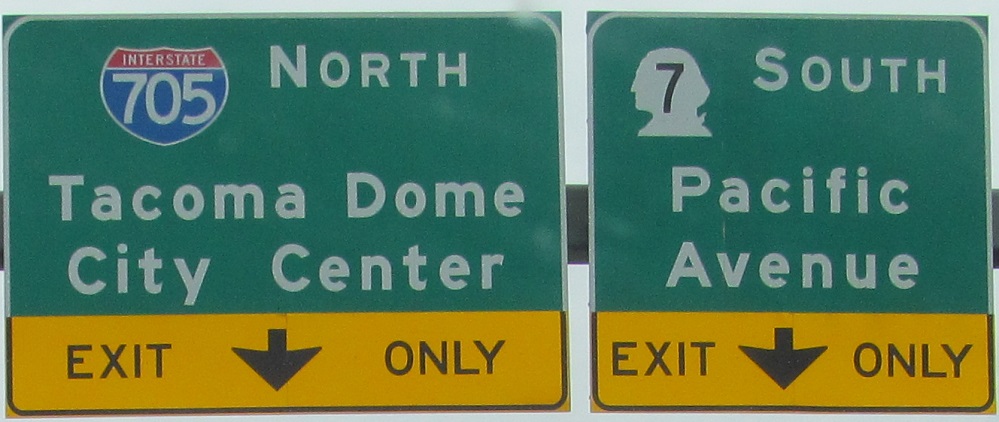 INTERSTATE
705 NORTH
Tacoma Dome
City Center
EXIT ONLY
7 SOUTH
Pacific
Avenue
EXIT ONLY